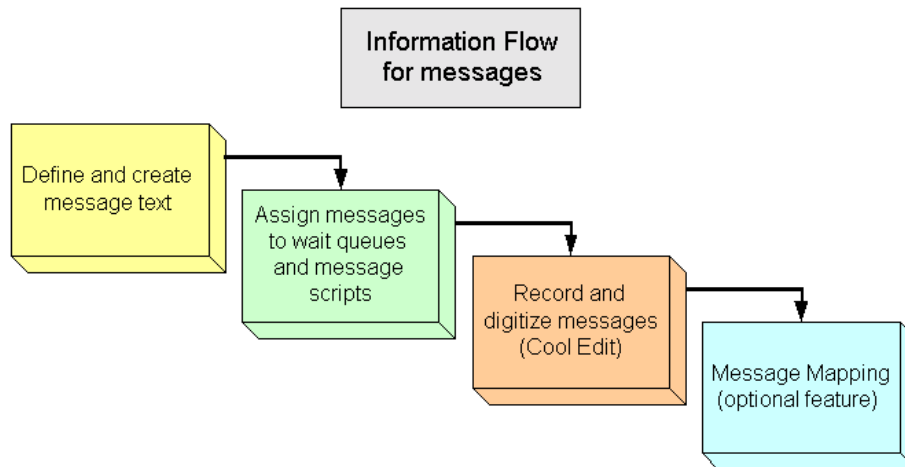 Information Flow
for messages
Define and create
message text
Assign messages
to wait queues
and message
scripts
Record and
digitize messages
(Cool Edit)
Message Mapping
(optional feature)